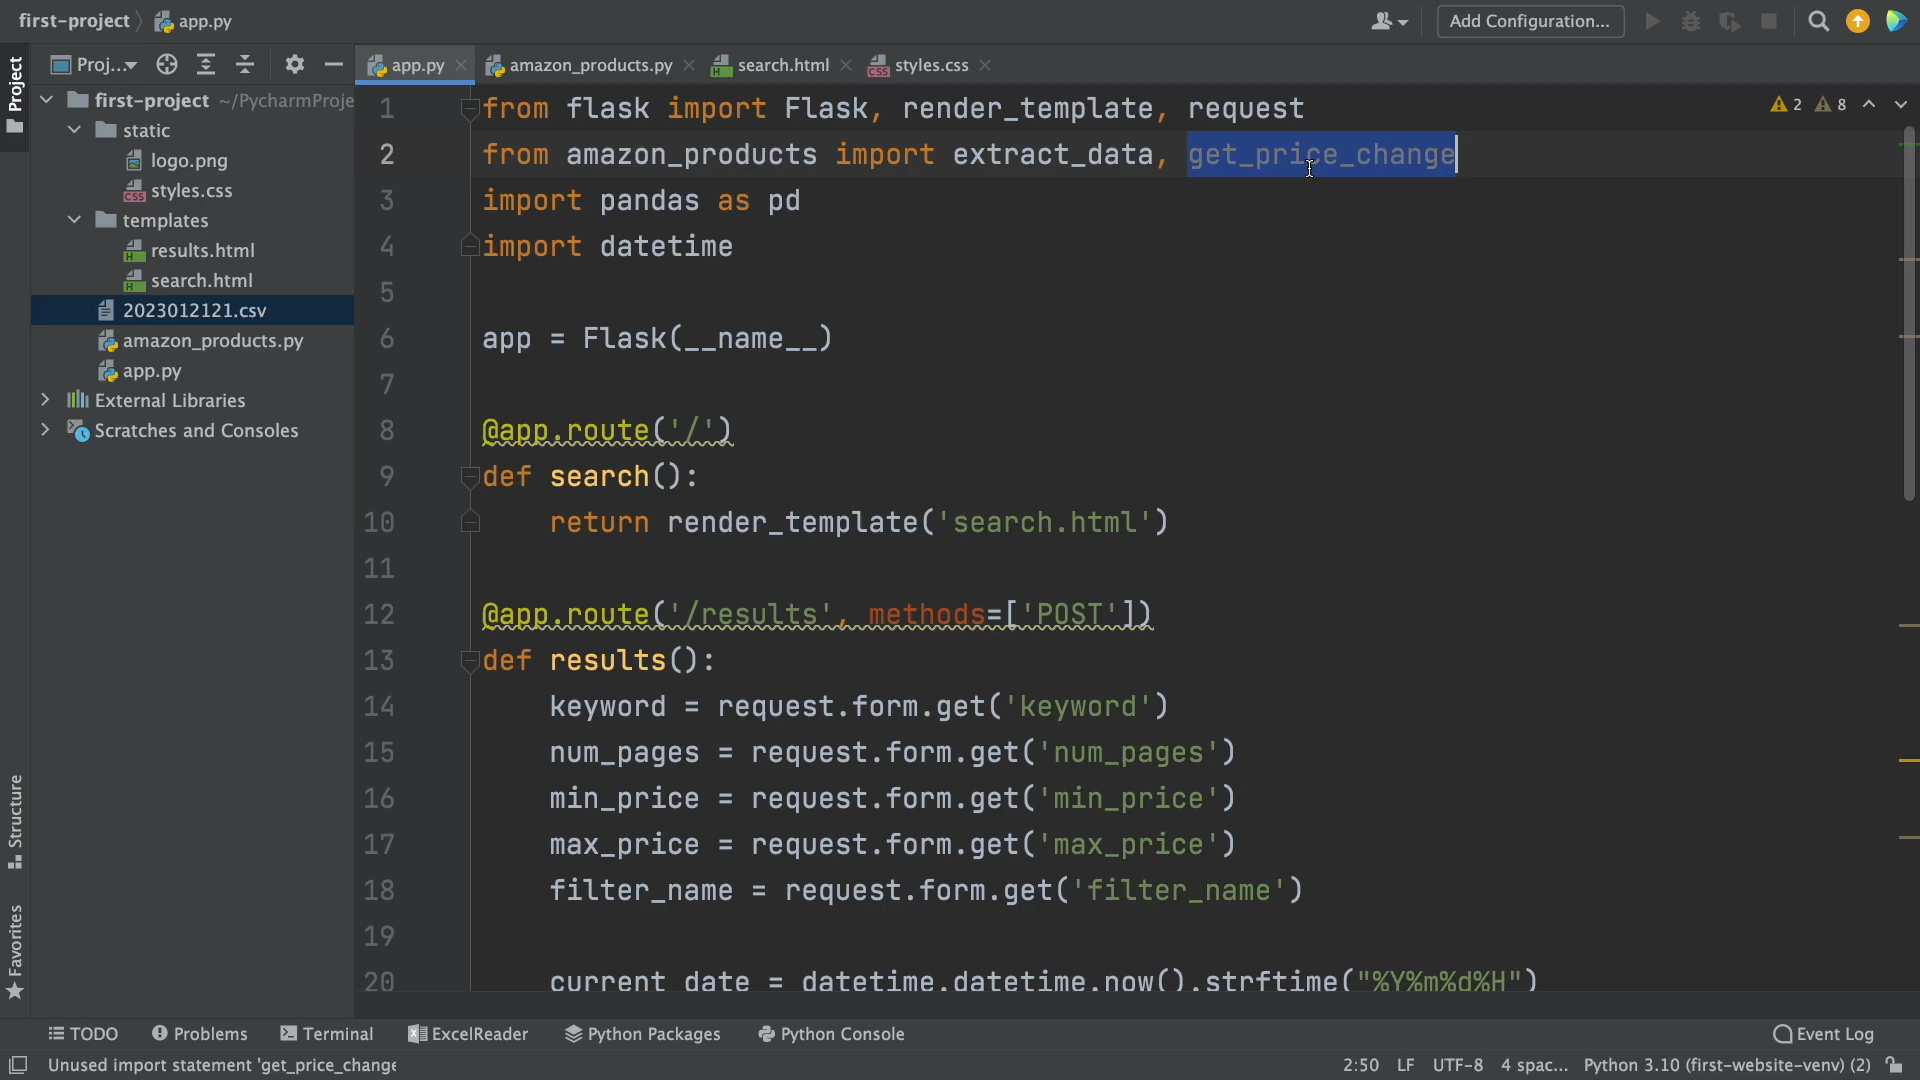 first-project app.py
Add Configuration...
Project
Proj...
app.py amazon_products.py search.html styles.css
first-project ~/PycharmProje
static
logo.png
styles.css
templates
results.html
search.html
2023012121.csv
amazon_products.py
app.py
External Libraries
Scratches and Consoles
Structure
Favorites
2 8
1 from flask import Flask, render_template, request
2 from amazon_products import extract_data, get_price_change
3 import pandas as pd
4 import datetime
5
6 app = Flask(__name__)
7
8 @app.route('/')
9 def search():
10 return render_template('search.html')
11
12 @app.route('/results', methods=['POST'])
13 def results():
14 keyword = request.form.get('keyword')
15 num_pages = request.form.get('num_pages')
16 min_price = request.form.get('min_price')
17 max_price = request.form.get('max_price')
18 filter_name = request.form.get('filter_name')
19
20 current_date = datetime.datetime.now().strftime("%Y%m%d%H")
TODO Problems Terminal ExcelReader Python Packages Python Console Event Log
Unused import statement 'get_price_change 2:50 LF UTF-8 4 spac... Python 3.10 (first-website-venv) (2)